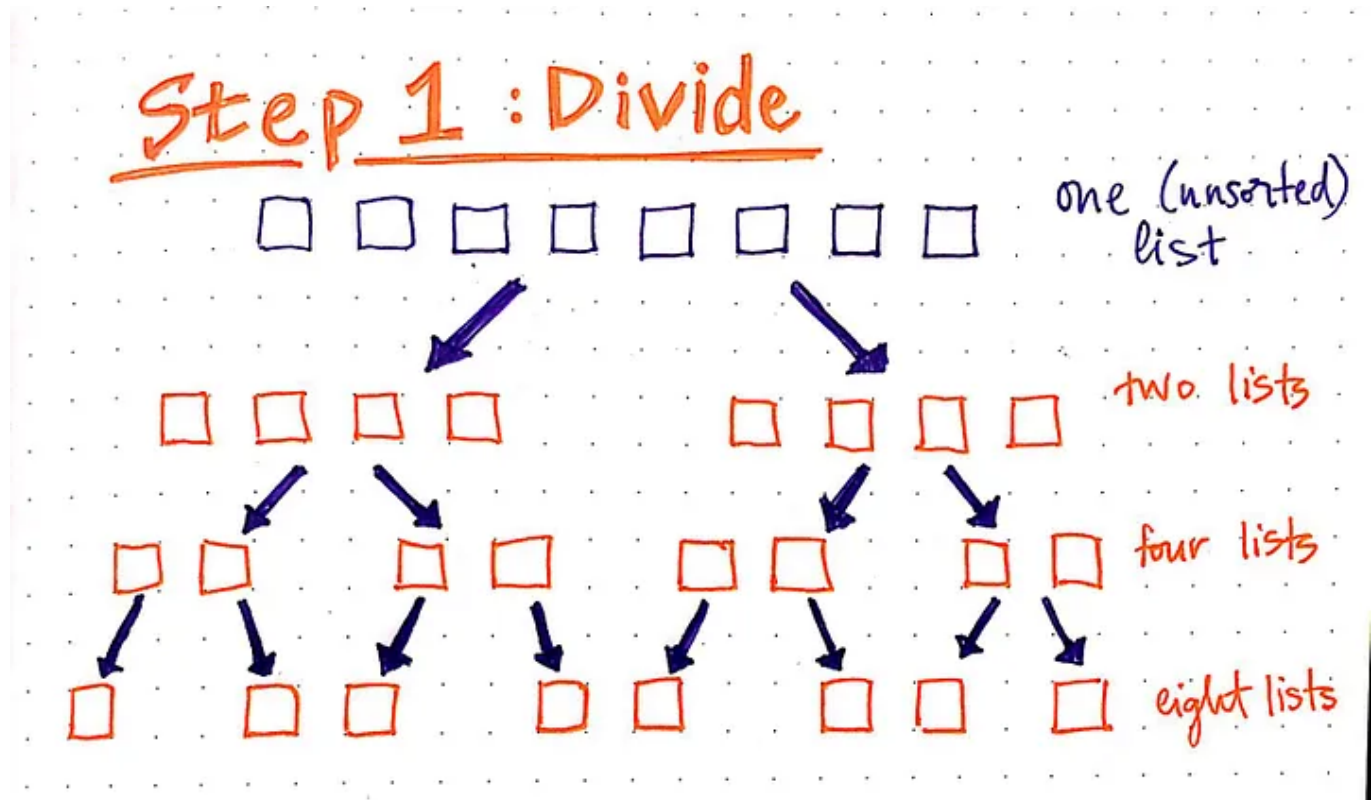 Step 1 : Divide
one (unsorted)
list
two lists
four lists
eight lists